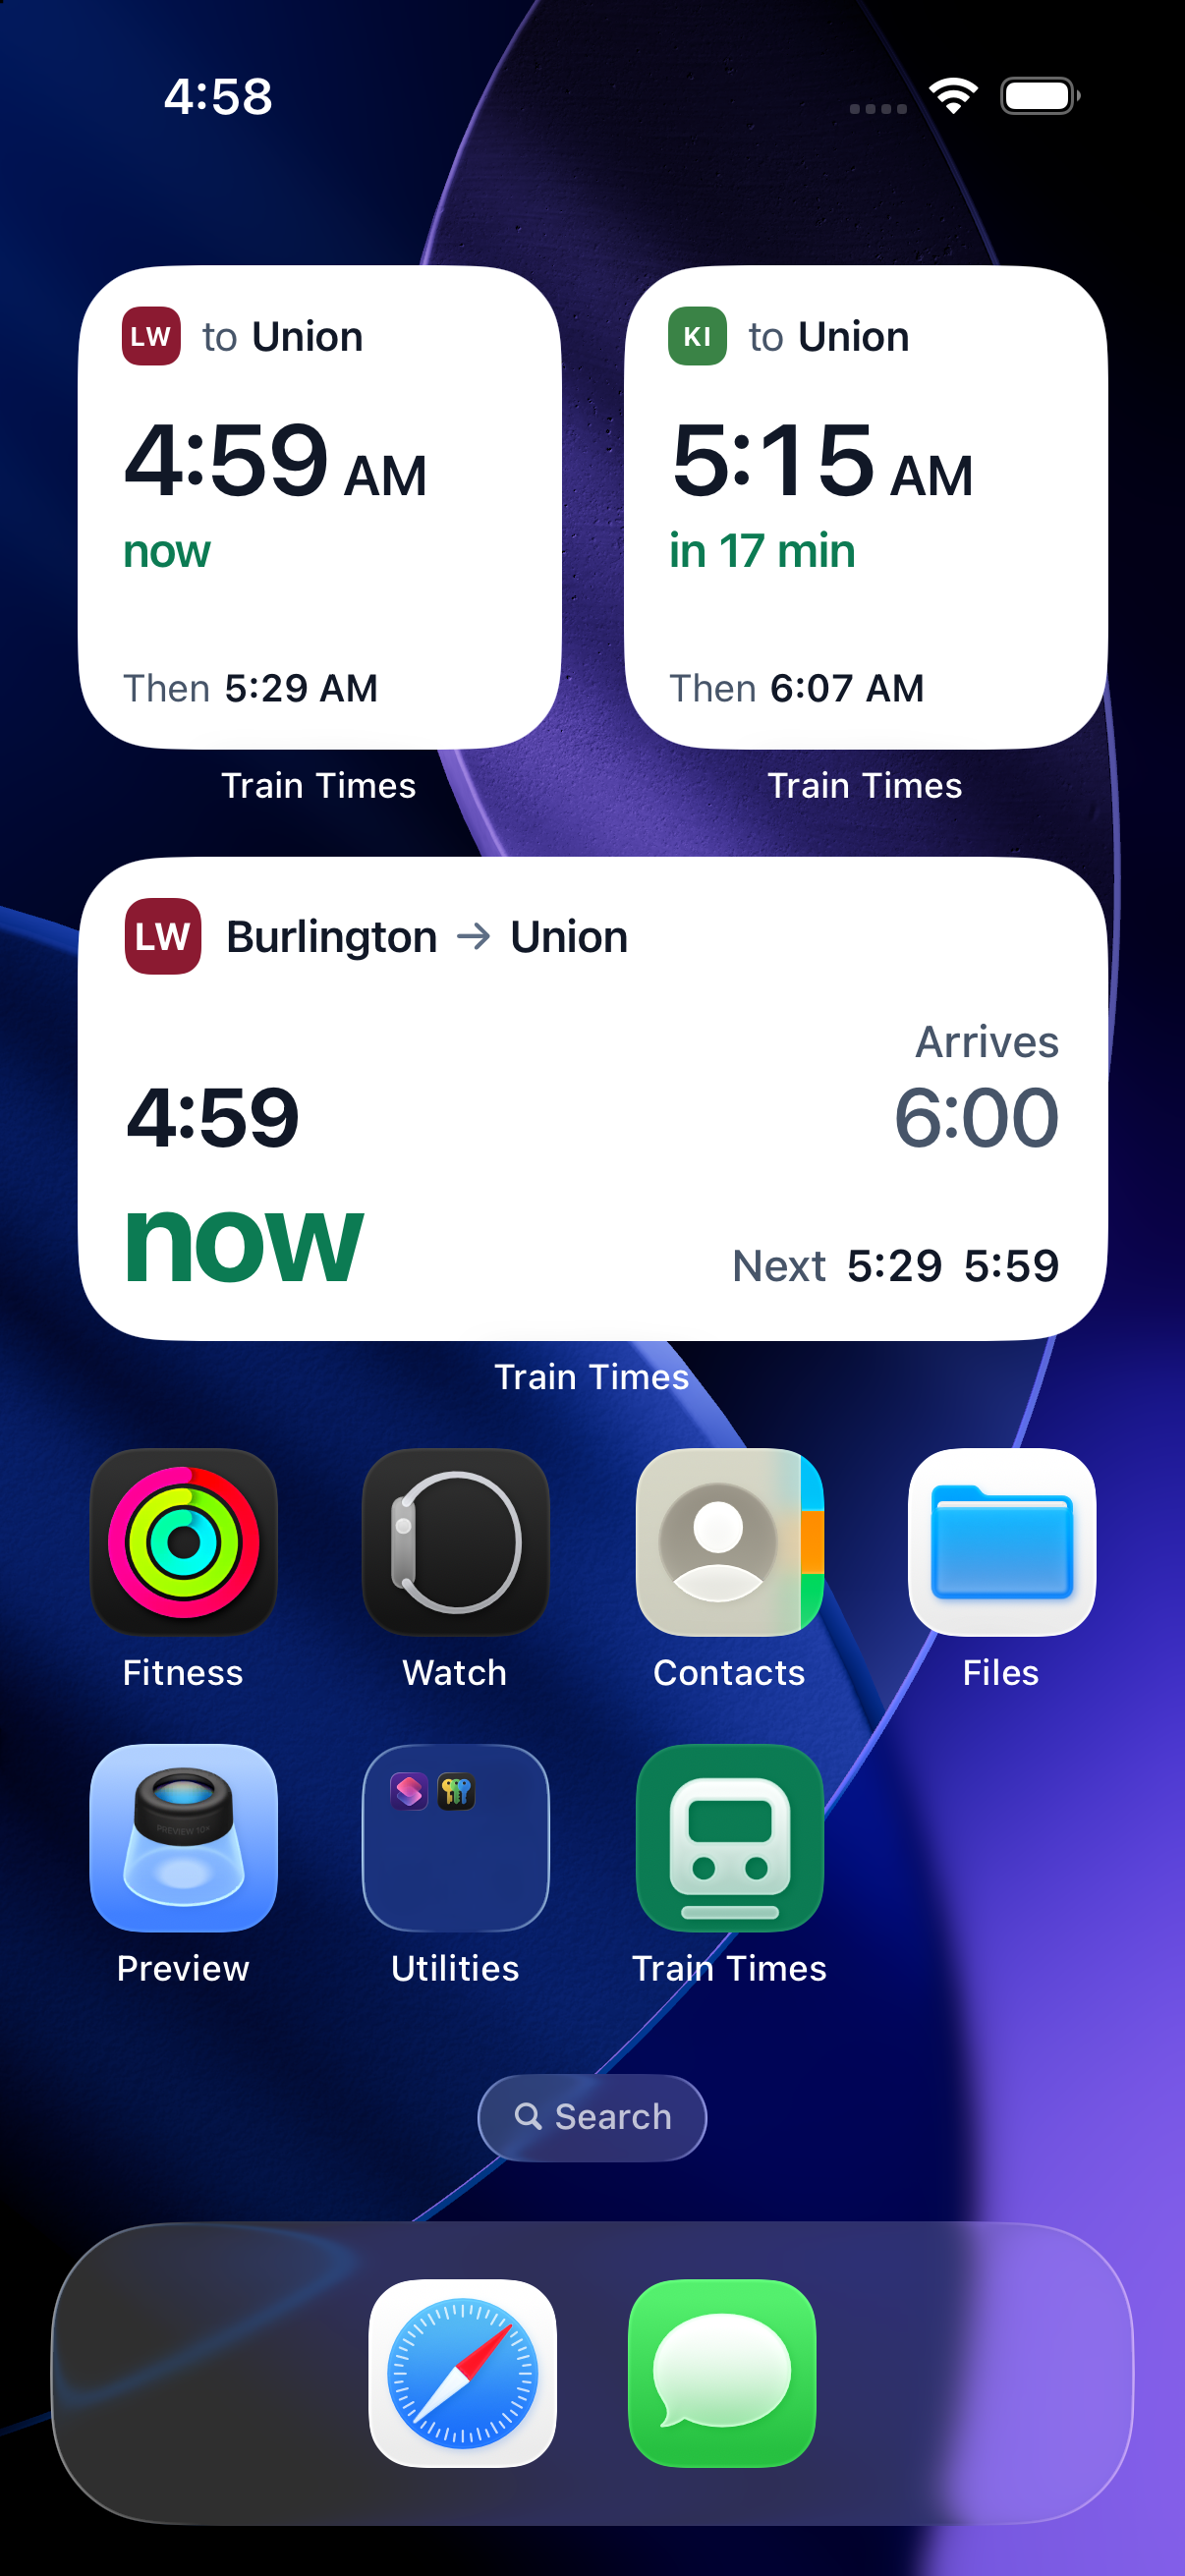 4:58
LW to Union
4:59 AM
now
Then 5:29 AM
Train Times
KI to Union
5:15 AM
in 17 min
Then 6:07 AM
Train Times
LW Burlington → Union
Arrives
4:59 6:00
now
Next 5:29 5:59
Train Times
Fitness Watch Contacts Files
PREVIEW 10×
Preview Utilities Train Times
Search